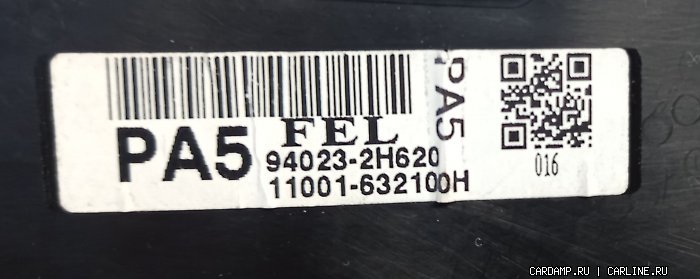 PA5
FEL
94023-2H620
11001-632100H
PA5
016
CARDAMP.RU | CARLINE.RU